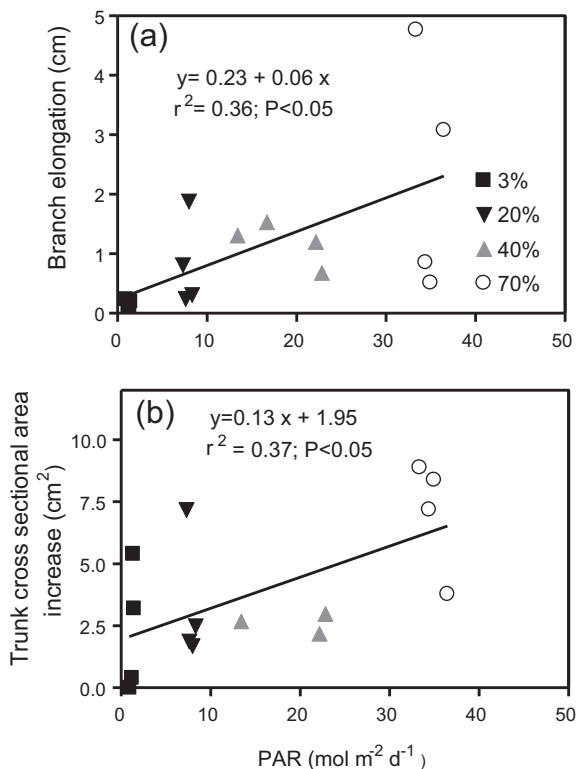 (a)
y= 0.23 + 0.06 x
r² = 0.36; P<0.05
Branch elongation (cm)
5
4
3
2
1
0
3%
20%
40%
70%
0 10 20 30 40 50
(b)
y=0.13 x + 1.95
r² = 0.37; P<0.05
Trunk cross sectional area
increase (cm²)
10.0
7.5
5.0
2.5
0.0
0 10 20 30 40 50
PAR (mol m⁻² d⁻¹ )